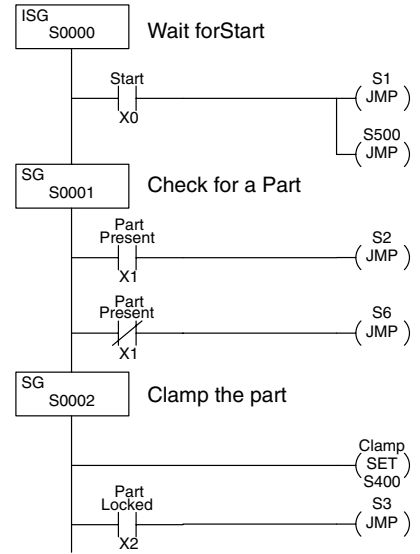 ISG
S0000
Wait forStart
Start
X0
S1
JMP
S500
JMP
SG
S0001
Check for a Part
Part
Present
X1
S2
JMP
Part
Present
X1
S6
JMP
SG
S0002
Clamp the part
Clamp
SET
S400
Part
Locked
X2
S3
JMP